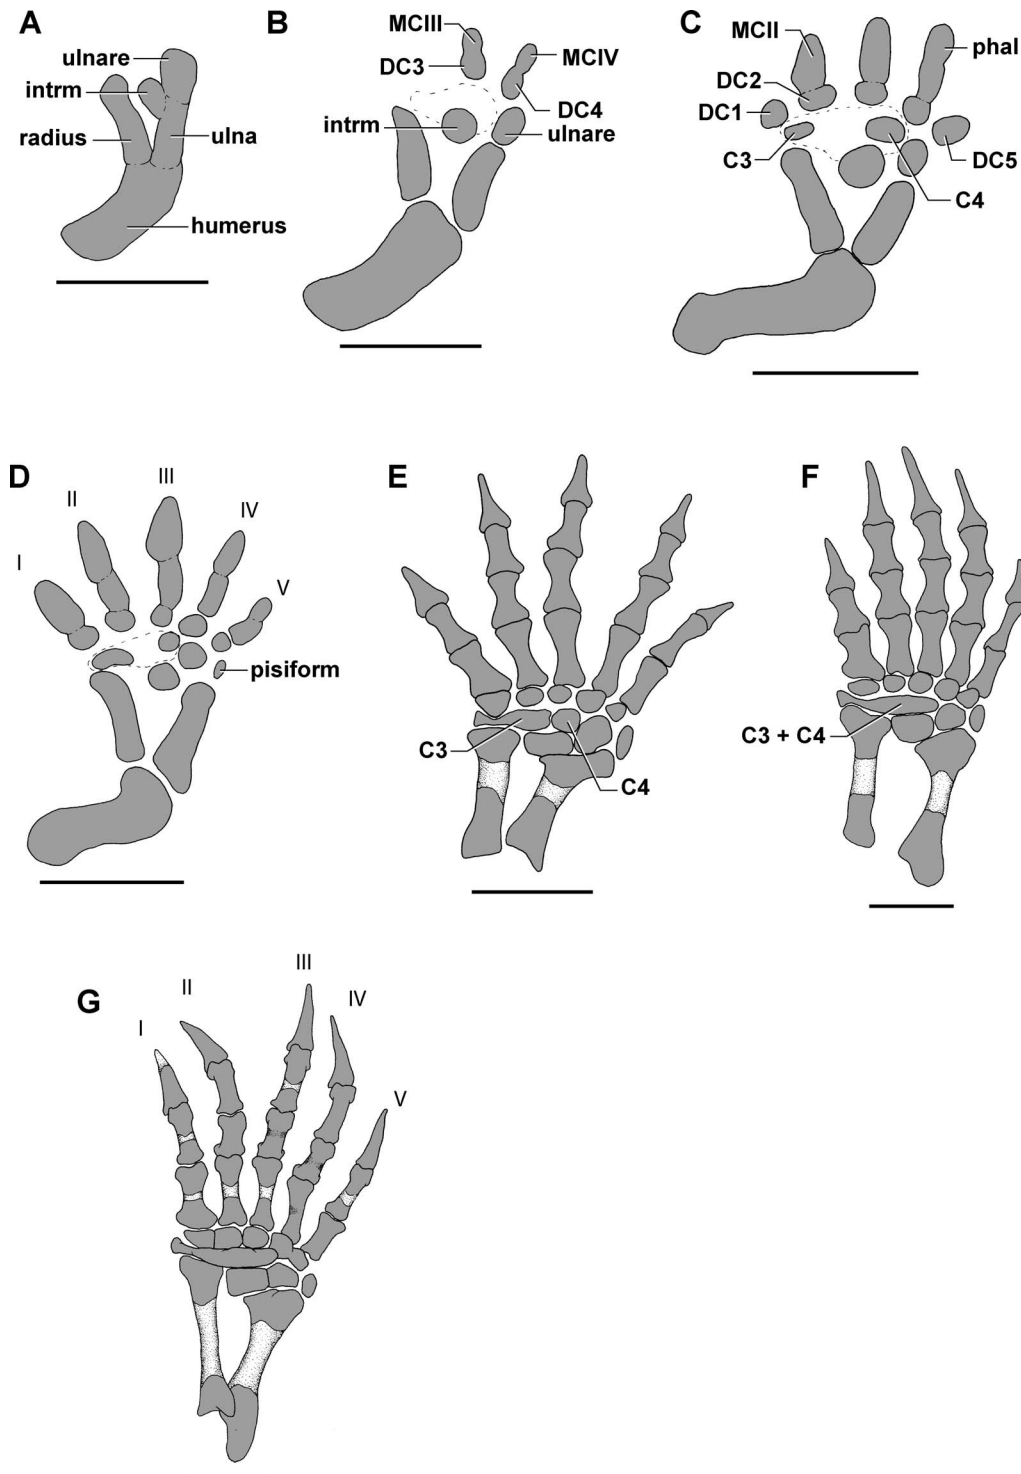 A
ulnare
intrm
radius
ulna
humerus
B
MCIII
DC3
MCIV
DC4
intrm
ulnare
C
MCII
phal
DC2
DC1
C3
DC5
C4
D
I
II
III
IV
V
pisiform
E
C3
C4
F
C3 + C4
G
I
II
III
IV
V